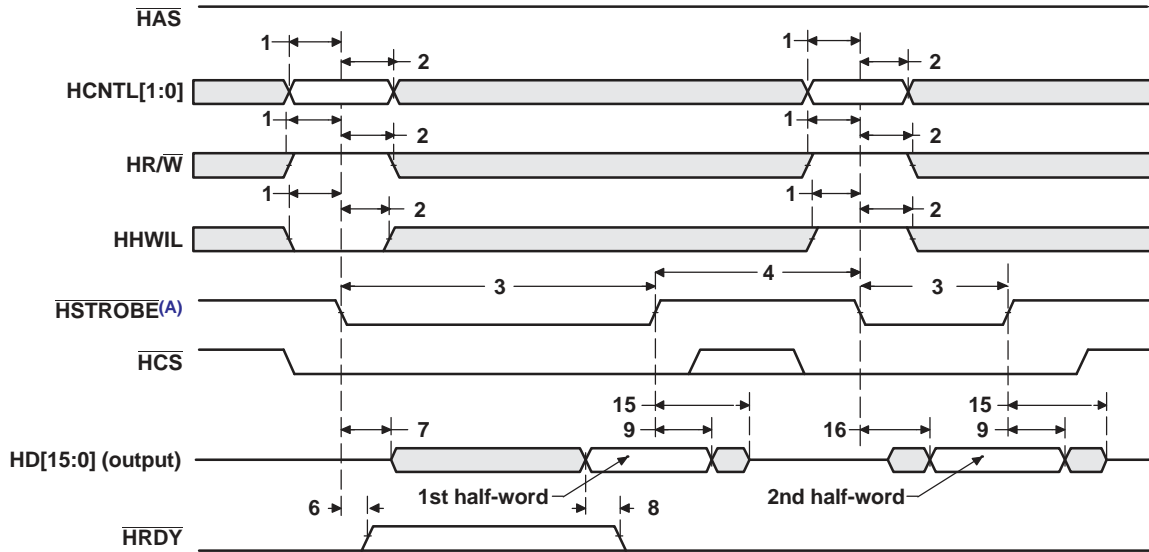 HAS
1
1
2
2
HCNTL[1:0]
1
1
2
2
HR/W
1
1
2
2
HHWIL
3
4
3
HSTROBE(A)
HCS
15
15
7
9
16
9
HD[15:0] (output)
1st half-word
2nd half-word
6
8
HRDY